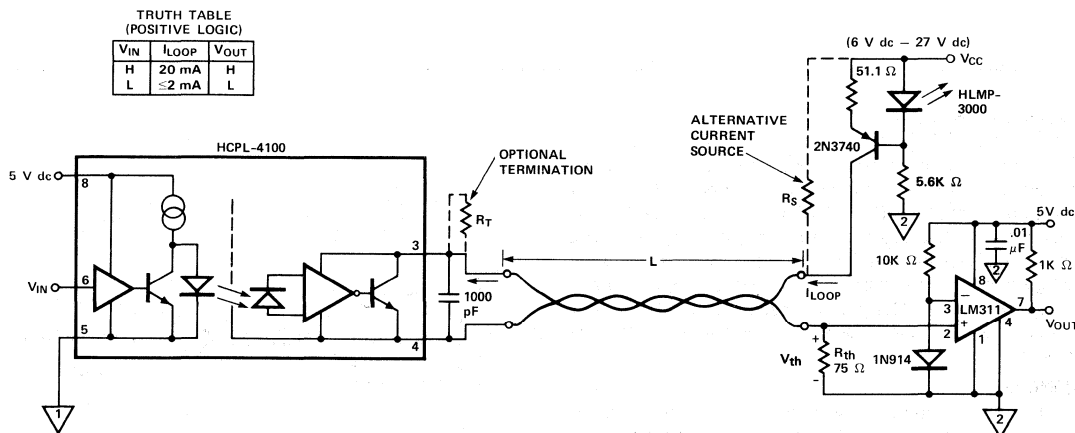 TRUTH TABLE
(POSITIVE LOGIC)
VIN ILOOP VOUT
H 20 mA H
L ≤2 mA L
(6 V dc – 27 V dc)
VCC
51.1 Ω
HLMP-
3000
ALTERNATIVE
CURRENT
SOURCE
2N3740
HCPL-4100
OPTIONAL
TERMINATION
5 V dc
8
RS
5.6K Ω
2
RT
3
5V dc
L
10K Ω
.01
μF
2
1KΩ
8
6
VIN
1000
pF
ILOOP
–
3
LM311
7
VOUT
+
2
4
5
4
+
Vth
Rth
75 Ω
–
1N914
1
1
2